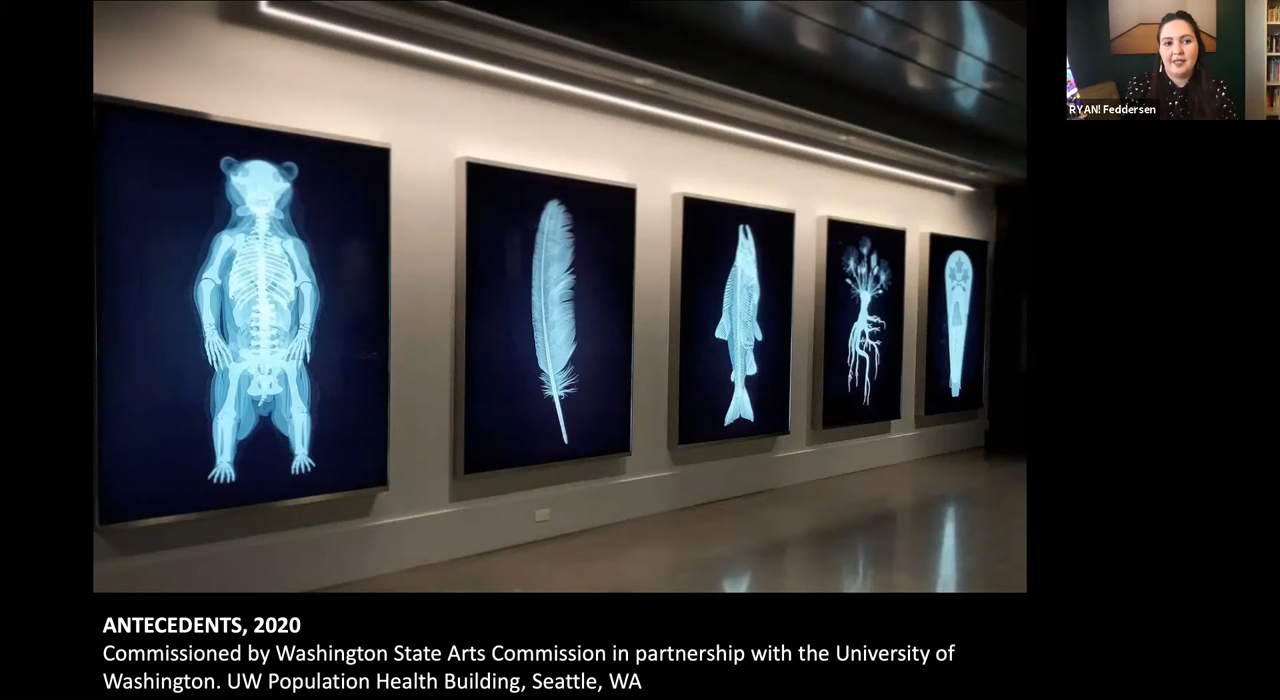 RYAN! Feddersen
ANTECEDENTS, 2020
Commissioned by Washington State Arts Commission in partnership with the University of
Washington. UW Population Health Building, Seattle, WA